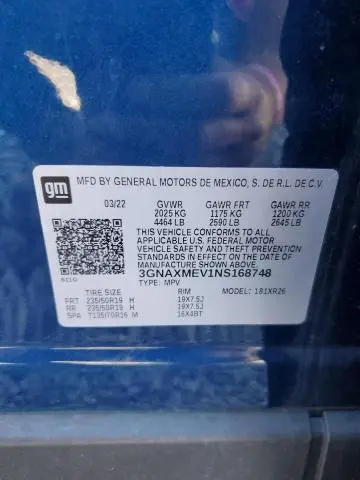 gm
MFD BY GENERAL MOTORS DE MEXICO, S. DE R.L. DE C.V.
03/22 GVWR GAWR FRT GAWR RR
2025 KG 1175 KG 1200 KG
4464 LB 2590 LB 2645 LB
THIS VEHICLE CONFORMS TO ALL
APPLICABLE U.S. FEDERAL MOTOR
VEHICLE SAFETY AND THEFT PREVENTION
STANDARDS IN EFFECT ON THE DATE OF
MANUFACTURE SHOWN ABOVE.
3GNAXMEV1NS168748
TYPE: MPV
TIRE SIZE RIM MODEL: 1B1XR26
FRT 235/50R19 H 19X7.5J
RR 235/50R19 H 19X7.5J
SPA T135/70R16 M 16X4BT